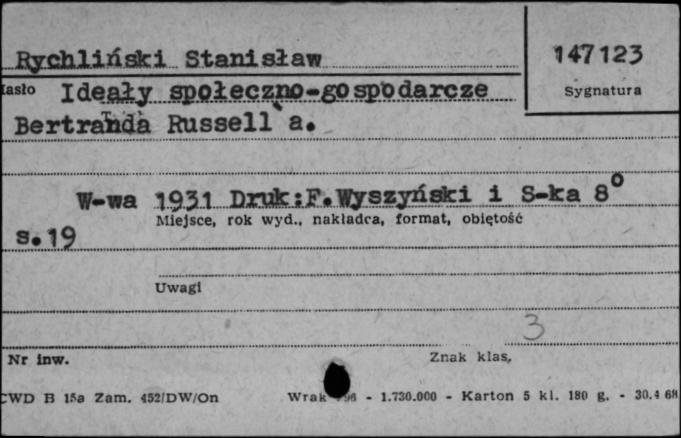 Rychliński Stanisław
147123
Sygnatura
asło Ideały społeczno-gospodarcze
Bertranda Russell'a.
W-wa 1931 Druk:F.Wyszyński i S-ka 8°
Miejsce, rok wyd., nakładca, format, objętość
s.19
Uwagi
3
Nr inw.
Znak klas.
CWD B 15a Zam. 452/DW/On Wrak 96 - 1.730.000 - Karton 5 kl. 180 g. - 30.4 68